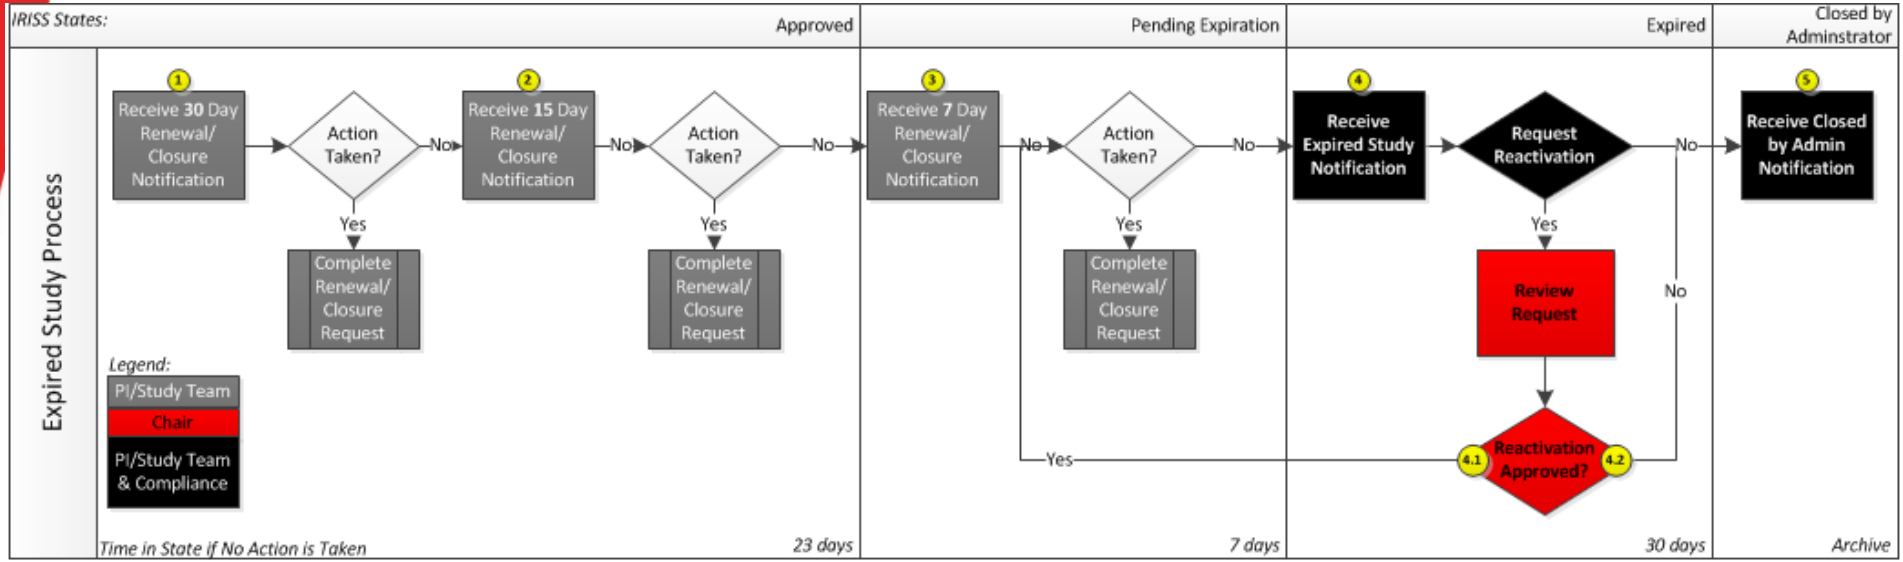 IRISS States:
Approved
Pending Expiration
Expired
Closed by
Adminstrator
Expired Study Process
1
Receive 30 Day
Renewal/
Closure
Notification
Action
Taken?
No
Yes
Complete
Renewal/
Closure
Request
2
Receive 15 Day
Renewal/
Closure
Notification
No
Action
Taken?
No
Yes
Complete
Renewal/
Closure
Request
3
Receive 7 Day
Renewal/
Closure
Notification
No
Action
Taken?
No
Yes
Complete
Renewal/
Closure
Request
4
Receive
Expired Study
Notification
Request
Reactivation
No
Yes
Review
Request
No
4.1
Reactivation
Approved?
4.2
Yes
5
Receive Closed
by Admin
Notification
Legend:
PI/Study Team
Chair
PI/Study Team
& Compliance
Time in State if No Action is Taken
23 days
7 days
30 days
Archive